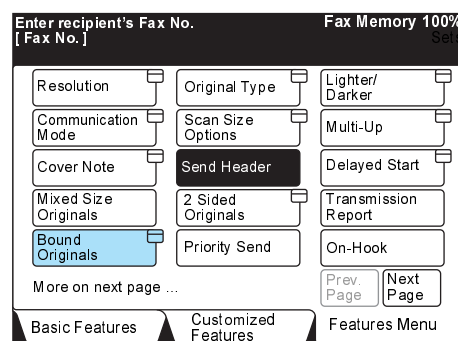 Enter recipient's Fax No.
Fax Memory 100%
[ Fax No. ]
Sets
Resolution
Original Type
Lighter/
Darker
Communication
Mode
Scan Size
Options
Multi-Up
Cover Note
Send Header
Delayed Start
Mixed Size
Originals
2 Sided
Originals
Transmission
Report
Bound
Originals
Priority Send
On-Hook
More on next page ...
Prev.
Page
Next
Page
Basic Features
Customized
Features
Features Menu